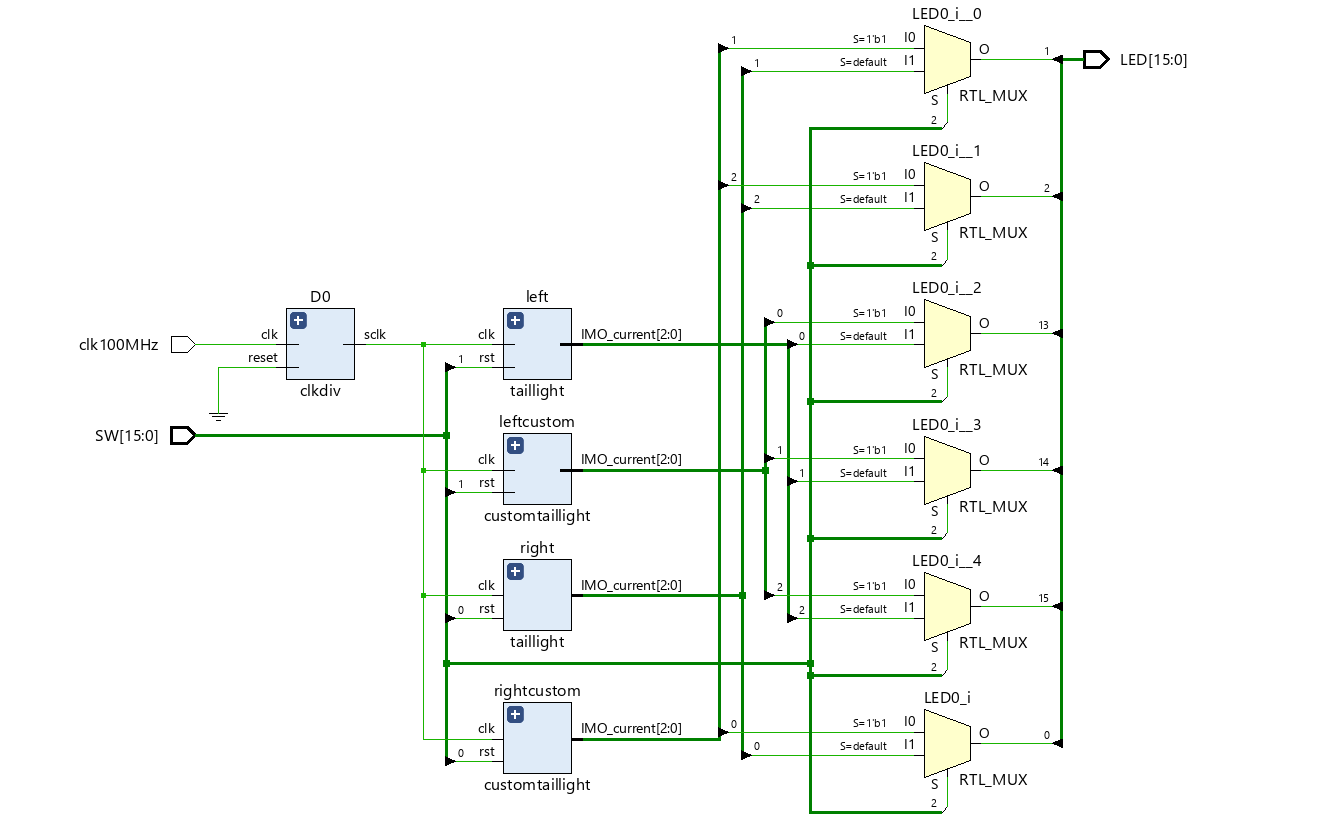 LED0_i__0
1 S=1'b1 I0
O
1
LED[15:0]
1 S=default I1
S
RTL_MUX
2
LED0_i__1
2 S=1'b1 I0
O
2
2 S=default I1
S
RTL_MUX
2
LED0_i__2
0 S=1'b1 I0
O
13
0 S=default I1
S
RTL_MUX
2
LED0_i__3
1 S=1'b1 I0
O
14
1 S=default I1
S
RTL_MUX
2
LED0_i__4
2 S=1'b1 I0
O
15
2 S=default I1
S
RTL_MUX
2
LED0_i
0 S=1'b1 I0
O
0
0 S=default I1
S
RTL_MUX
2
clk100MHz
SW[15:0]
D0
clk
sclk
reset
clkdiv
left
clk
IMO_current[2:0]
1 rst
taillight
leftcustom
clk
IMO_current[2:0]
1 rst
customtaillight
right
clk
IMO_current[2:0]
0 rst
taillight
rightcustom
clk
IMO_current[2:0]
0 rst
customtaillight